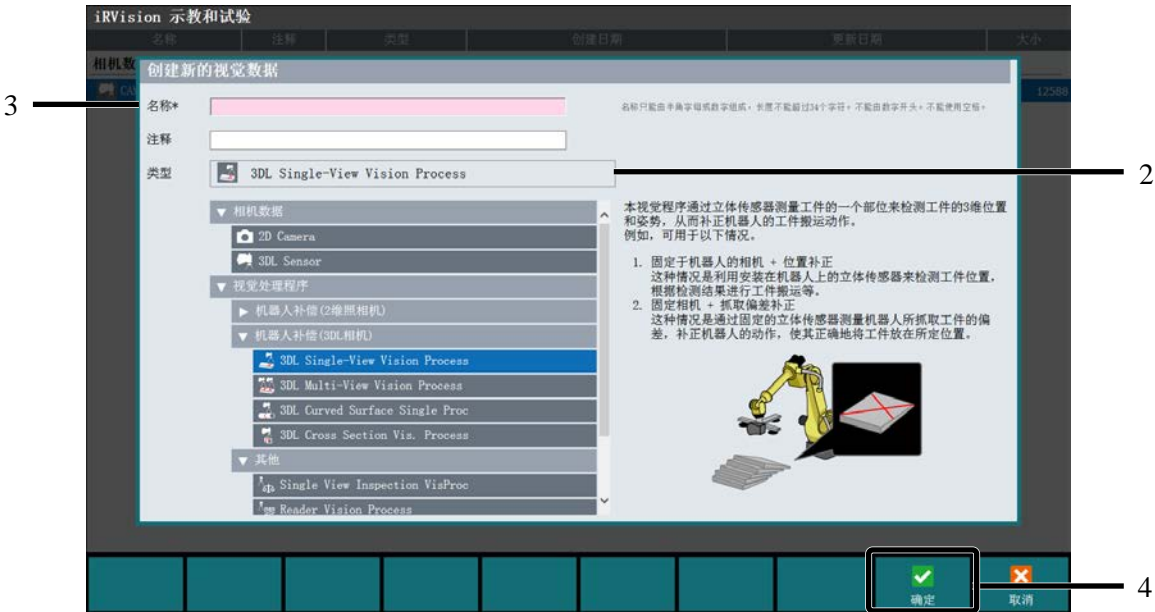 iRVision 示教和试验
名称 注释 类型 创建日期 更新日期 大小
相机数
创建新的视觉数据
CA
12588
3
名称*
名称只能由半角字母或数字组成。长度不能超过34个字符。不能由数字开头。不能使用空格。
注释
类型
3DL Single-View Vision Process
2
▼ 相机数据
2D Camera
3DL Sensor
▼ 视觉处理程序
▶ 机器人补偿(2维照相机)
▼ 机器人补偿(3DL相机)
3DL Single-View Vision Process
3DL Multi-View Vision Process
3DL Curved Surface Single Proc
3DL Cross Section Vis. Process
▼ 其他
Single View Inspection VisProc
Reader Vision Process
本视觉程序通过立体传感器测量工件的一个部位来检测工件的3维位置
和姿势，从而补正机器人的工件搬运动作。
例如，可用于以下情况。
1. 固定于机器人的相机 + 位置补正
这种情况是利用安装在机器人上的立体传感器来检测工件位置，
根据检测结果进行工件搬运等。
2. 固定相机 + 抓取偏差补正
这种情况是通过固定的立体传感器测量机器人所抓取工件的偏
差，补正机器人的动作，使其正确地将工件放在所定位置。
确定
取消
4